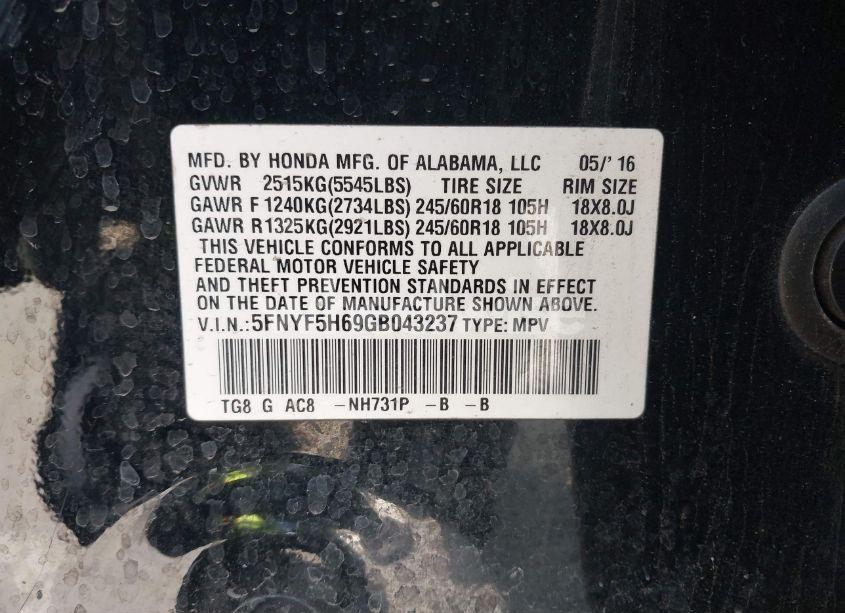 MFD. BY HONDA MFG. OF ALABAMA, LLC 05/' 16
GVWR 2515KG(5545LBS) TIRE SIZE RIM SIZE
GAWR F 1240KG(2734LBS) 245/60R18 105H 18X8.0J
GAWR R1325KG(2921LBS) 245/60R18 105H 18X8.0J
THIS VEHICLE CONFORMS TO ALL APPLICABLE
FEDERAL MOTOR VEHICLE SAFETY
AND THEFT PREVENTION STANDARDS IN EFFECT
ON THE DATE OF MANUFACTURE SHOWN ABOVE.
V.I.N.:5FNYF5H69GB043237 TYPE: MPV
TG8 G AC8 -NH731P -B -B